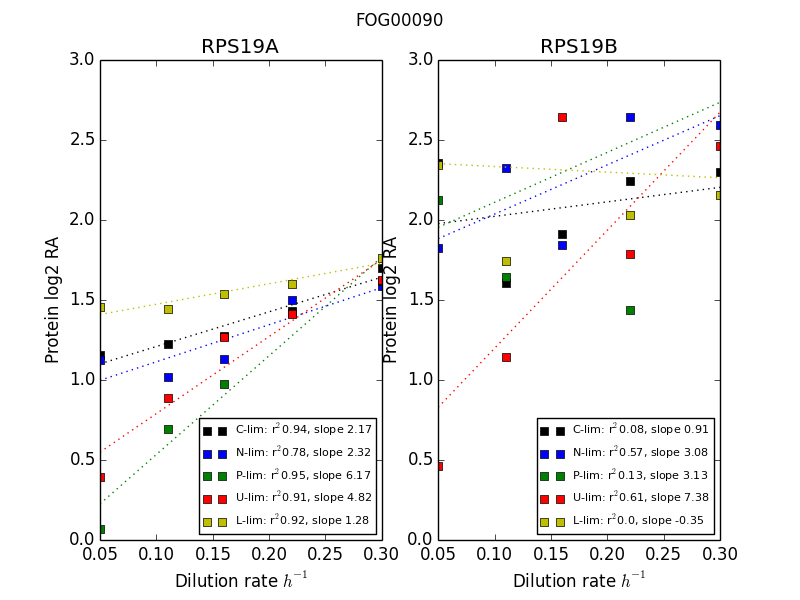 FOG00090
RPS19A
RPS19B
3.0
2.5
2.0
1.5
1.0
0.5
0.0
0.05 0.10 0.15 0.20 0.25 0.30
Protein log2 RA
Dilution rate h⁻¹
C-lim: r² 0.94, slope 2.17
N-lim: r² 0.78, slope 2.32
P-lim: r² 0.95, slope 6.17
U-lim: r² 0.91, slope 4.82
L-lim: r² 0.92, slope 1.28
3.0
2.5
2.0
1.5
1.0
0.5
0.0
0.05 0.10 0.15 0.20 0.25 0.30
Protein log2 RA
Dilution rate h⁻¹
C-lim: r² 0.08, slope 0.91
N-lim: r² 0.57, slope 3.08
P-lim: r² 0.13, slope 3.13
U-lim: r² 0.61, slope 7.38
L-lim: r² 0.0, slope -0.35